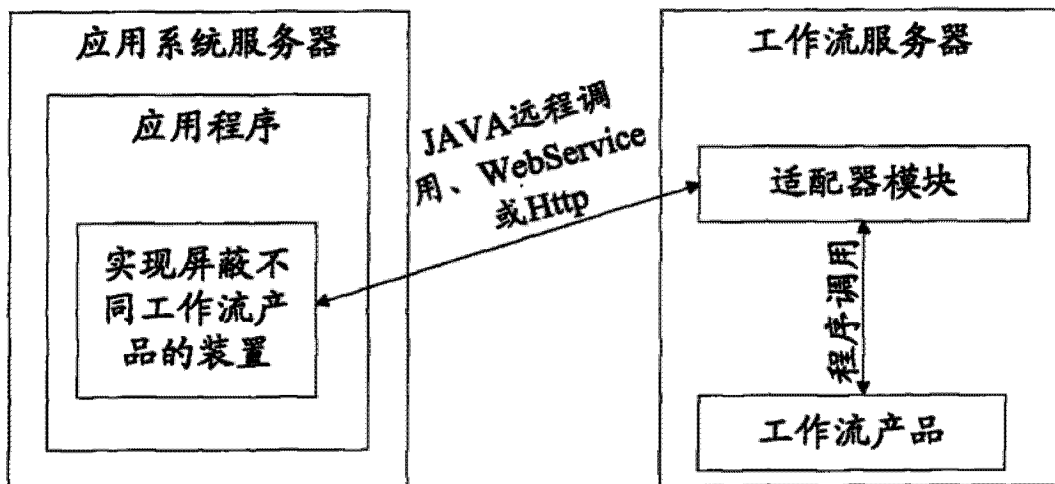 应用系统服务器
应用程序
实现屏蔽不
同工作流产
品的装置
JAVA远程调
用、WebService
或Http
工作流服务器
适配器模块
程序调用
工作流产品